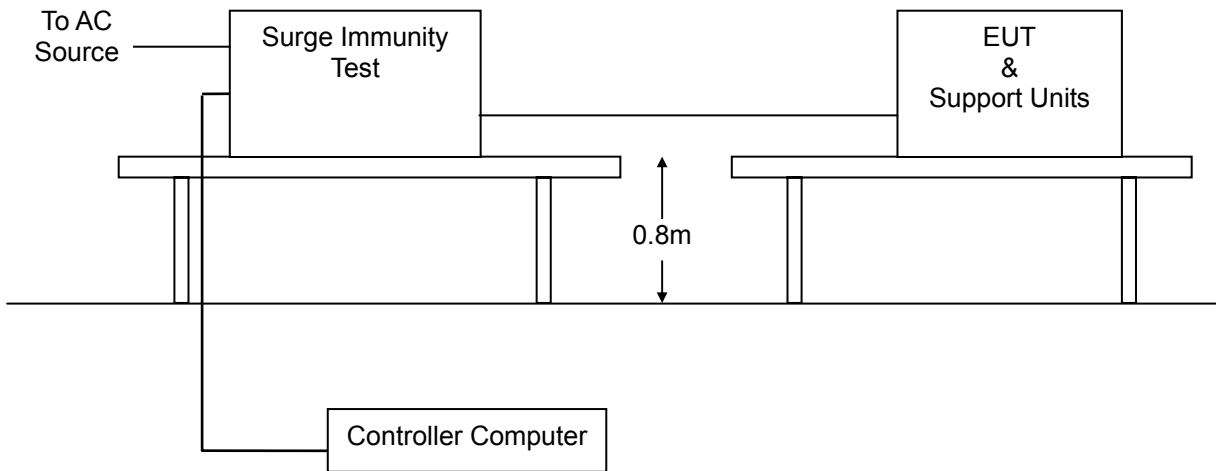 To AC
Source
Surge Immunity
Test
EUT
&
Support Units
0.8m
Controller Computer